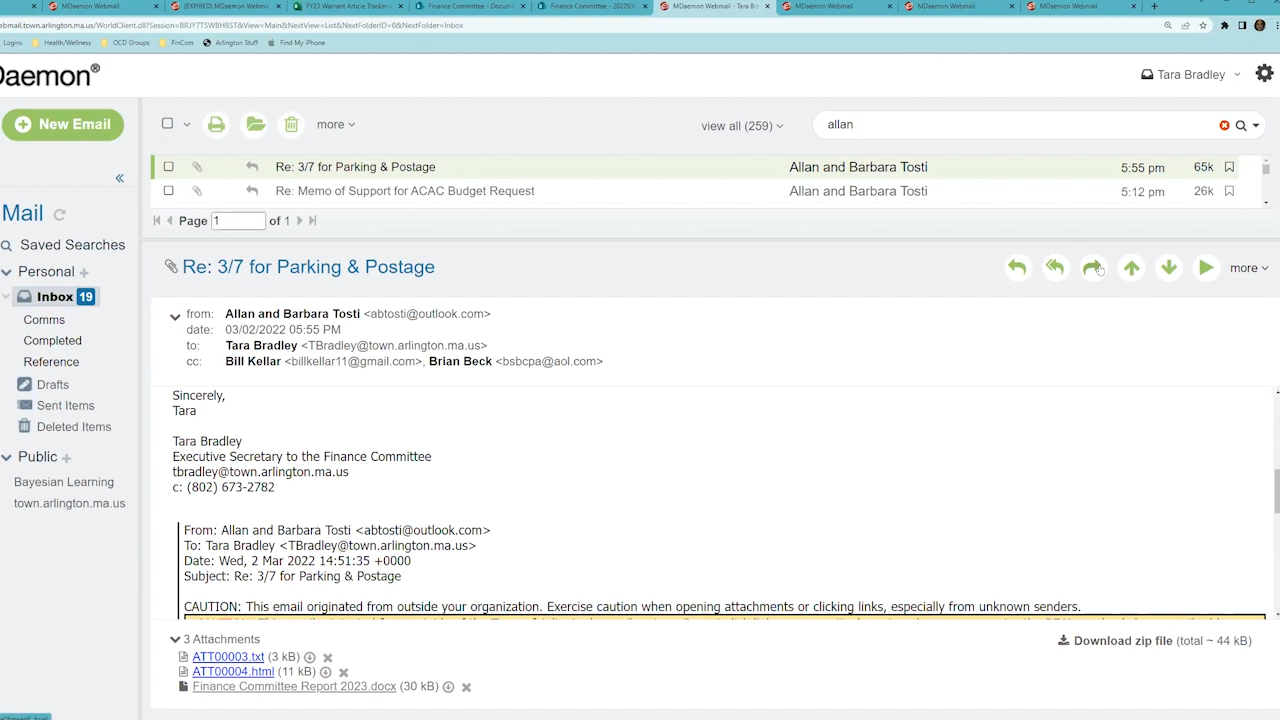 MDaemon Webmail
(EXPIRED) MDaemon Webma
FY23 Warrant Article Tracker a
Finance Committee - Docume
Finance Committee - 202203
MDaemon Webmail - Tara Br
MDaemon Webmail
MDaemon Webmail
MDaemon Webmail
ebmail.town.arlington.ma.us/WorldClient.dll?Session=8RJY7T5WBH8ST&View=Main&NextView=List&NextFolderID=0&NextFolder=Inbox
Logins
Health/Wellness
OCD Groups
FinCom
Arlington Stuff
Find My iPhone
Daemon®
Tara Bradley
New Email
more
view all (259)
allan
Re: 3/7 for Parking & Postage Allan and Barbara Tosti 5:55 pm 65k
Re: Memo of Support for ACAC Budget Request Allan and Barbara Tosti 5:12 pm 26k
Page 1 of 1
«
Mail
Saved Searches
Personal +
Inbox 19
Comms
Completed
Reference
Drafts
Sent Items
Deleted Items
Public +
Bayesian Learning
town.arlington.ma.us
Re: 3/7 for Parking & Postage
more
from: Allan and Barbara Tosti <abtosti@outlook.com>
date: 03/02/2022 05:55 PM
to: Tara Bradley <TBradley@town.arlington.ma.us>
cc: Bill Kellar <billkellar11@gmail.com>, Brian Beck <bsbcpa@aol.com>
Sincerely,
Tara
Tara Bradley
Executive Secretary to the Finance Committee
tbradley@town.arlington.ma.us
c: (802) 673-2782
From: Allan and Barbara Tosti <abtosti@outlook.com>
To: Tara Bradley <TBradley@town.arlington.ma.us>
Date: Wed, 2 Mar 2022 14:51:35 +0000
Subject: Re: 3/7 for Parking & Postage
CAUTION: This email originated from outside your organization. Exercise caution when opening attachments or clicking links, especially from unknown senders.
3 Attachments
Download zip file (total ~ 44 kB)
ATT00003.txt (3 kB)
ATT00004.html (11 kB)
Finance Committee Report 2023.docx (30 kB)